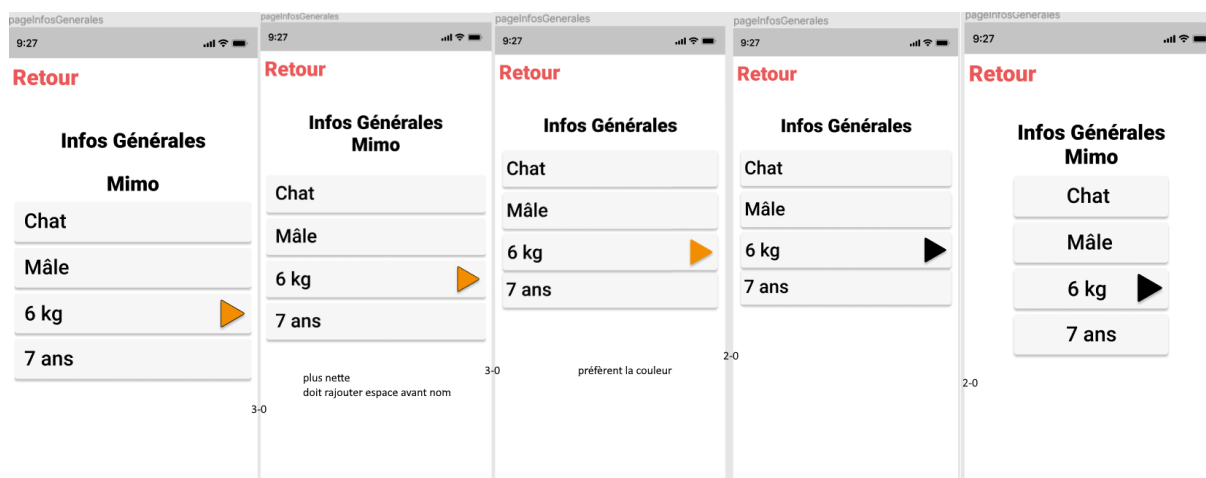 pageInfosGenerales
9:27
Retour
Infos Générales
Mimo
Chat
Mâle
6 kg
7 ans
3-0
pageInfosGenerales
9:27
Retour
Infos Générales
Mimo
Chat
Mâle
6 kg
7 ans
plus nette
doit rajouter espace avant nom
3-0
pageInfosGenerales
9:27
Retour
Infos Générales
Chat
Mâle
6 kg
7 ans
préfèrent la couleur
2-0
pageInfosGenerales
9:27
Retour
Infos Générales
Chat
Mâle
6 kg
7 ans
2-0
pageInfosGenerales
9:27
Retour
Infos Générales
Mimo
Chat
Mâle
6 kg
7 ans